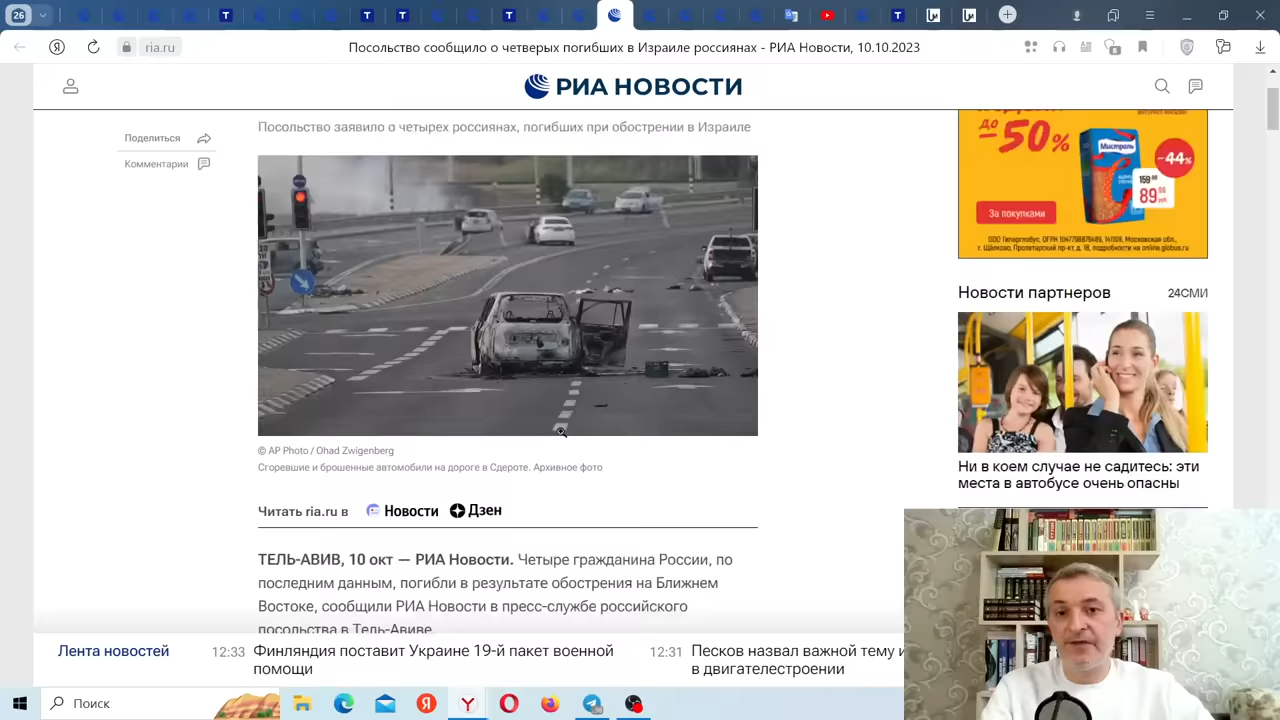 26
ria.ru
Посольство сообщило о четверых погибших в Израиле россиянах - РИА Новости, 10.10.2023
РИА НОВОСТИ
Поделиться
Комментарии
Посольство заявило о четырех россиянах, погибших при обострении в Израиле
до
50%
Мистраль
-44%
89
За покупками
© AP Photo / Ohad Zwigenberg
Сгоревшие и брошенные автомобили на дороге в Сдероте. Архивное фото
Новости партнеров
24СМИ
Ни в коем случае не садитесь: эти
места в автобусе очень опасны
Читать ria.ru в
Новости
Дзен
ТЕЛЬ-АВИВ, 10 окт — РИА Новости. Четыре гражданина России, по
последним данным, погибли в результате обострения на Ближнем
Востоке, сообщили РИА Новости в пресс-службе российского
посольства в Тель-Авиве
Лента новостей
12:33
Финляндия поставит Украине 19-й пакет военной
помощи
12:31
Песков назвал важной тему и
в двигателестроении
Поиск